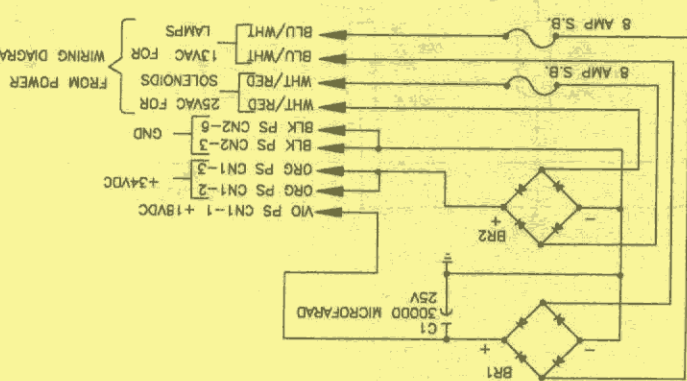 BR1
− +
C1
30000 MICROFARAD
25V
BR2
− +
VIO PS CN1-1 +18VDC
ORG PS CN1-2
ORG PS CN1-3
+34VDC
BLK PS CN2-3
BLK PS CN2-6
GND
WHT/RED
WHT/RED
25VAC FOR
SOLENOIDS
8 AMP S.B.
BLU/WHT
BLU/WHT
13VAC FOR
LAMPS
8 AMP S.B.
FROM POWER
WIRING DIAGRA